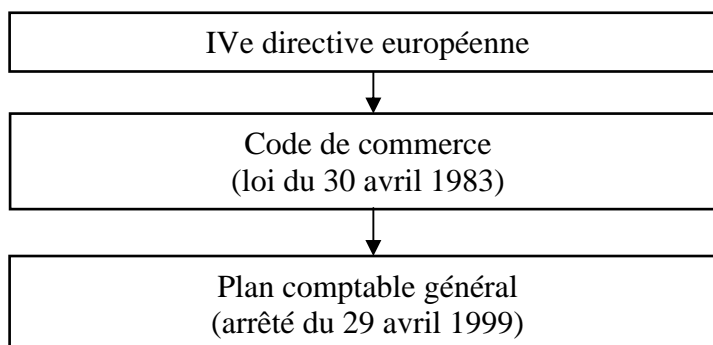 IVe directive européenne
Code de commerce
(loi du 30 avril 1983)
Plan comptable général
(arrêté du 29 avril 1999)